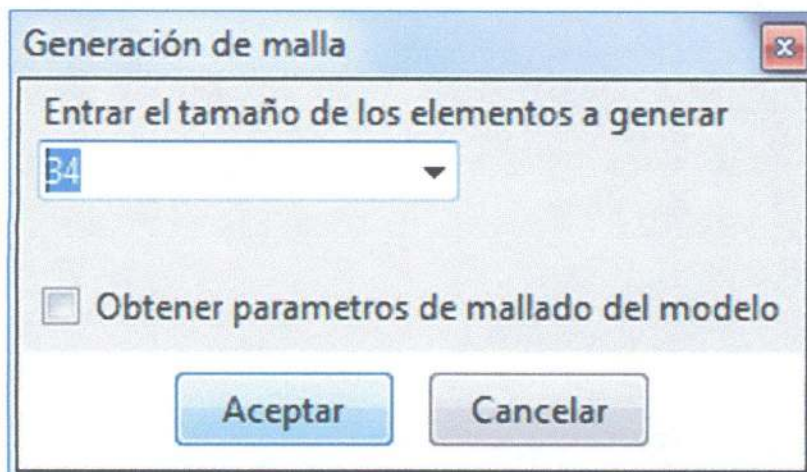 Generación de malla
Entrar el tamaño de los elementos a generar
34
Obtener parametros de mallado del modelo
Aceptar
Cancelar